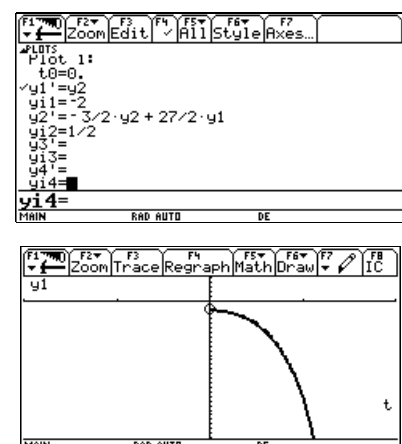 F1 F2 Zoom F3 Edit F4 ✓ F5 All F6 Style F7 Axes...
PLOTS
Plot 1:
t0=0.
✓y1'=y2
yi1=-2
y2'=-3/2·y2+27/2·y1
yi2=1/2
y3'=
yi3=
y4'=
yi4=
yi4=
MAIN RAD AUTO DE
F1 F2 Zoom F3 Trace F4 Regraph F5 Math F6 Draw F7 F8 IC
y1
t
MAIN RAD AUTO DE